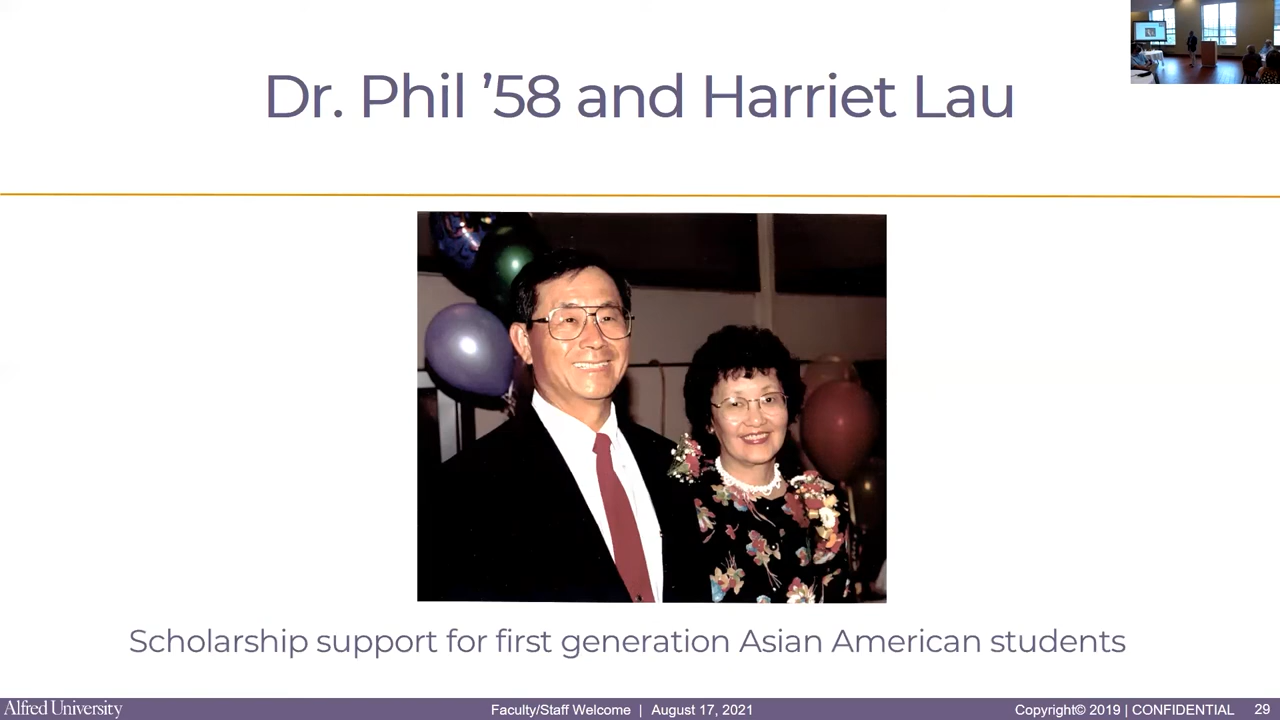 Dr. Phil ’58 and Harriet Lau
Scholarship support for first generation Asian American students
Alfred University
Faculty/Staff Welcome | August 17, 2021
Copyright© 2019 | CONFIDENTIAL 29